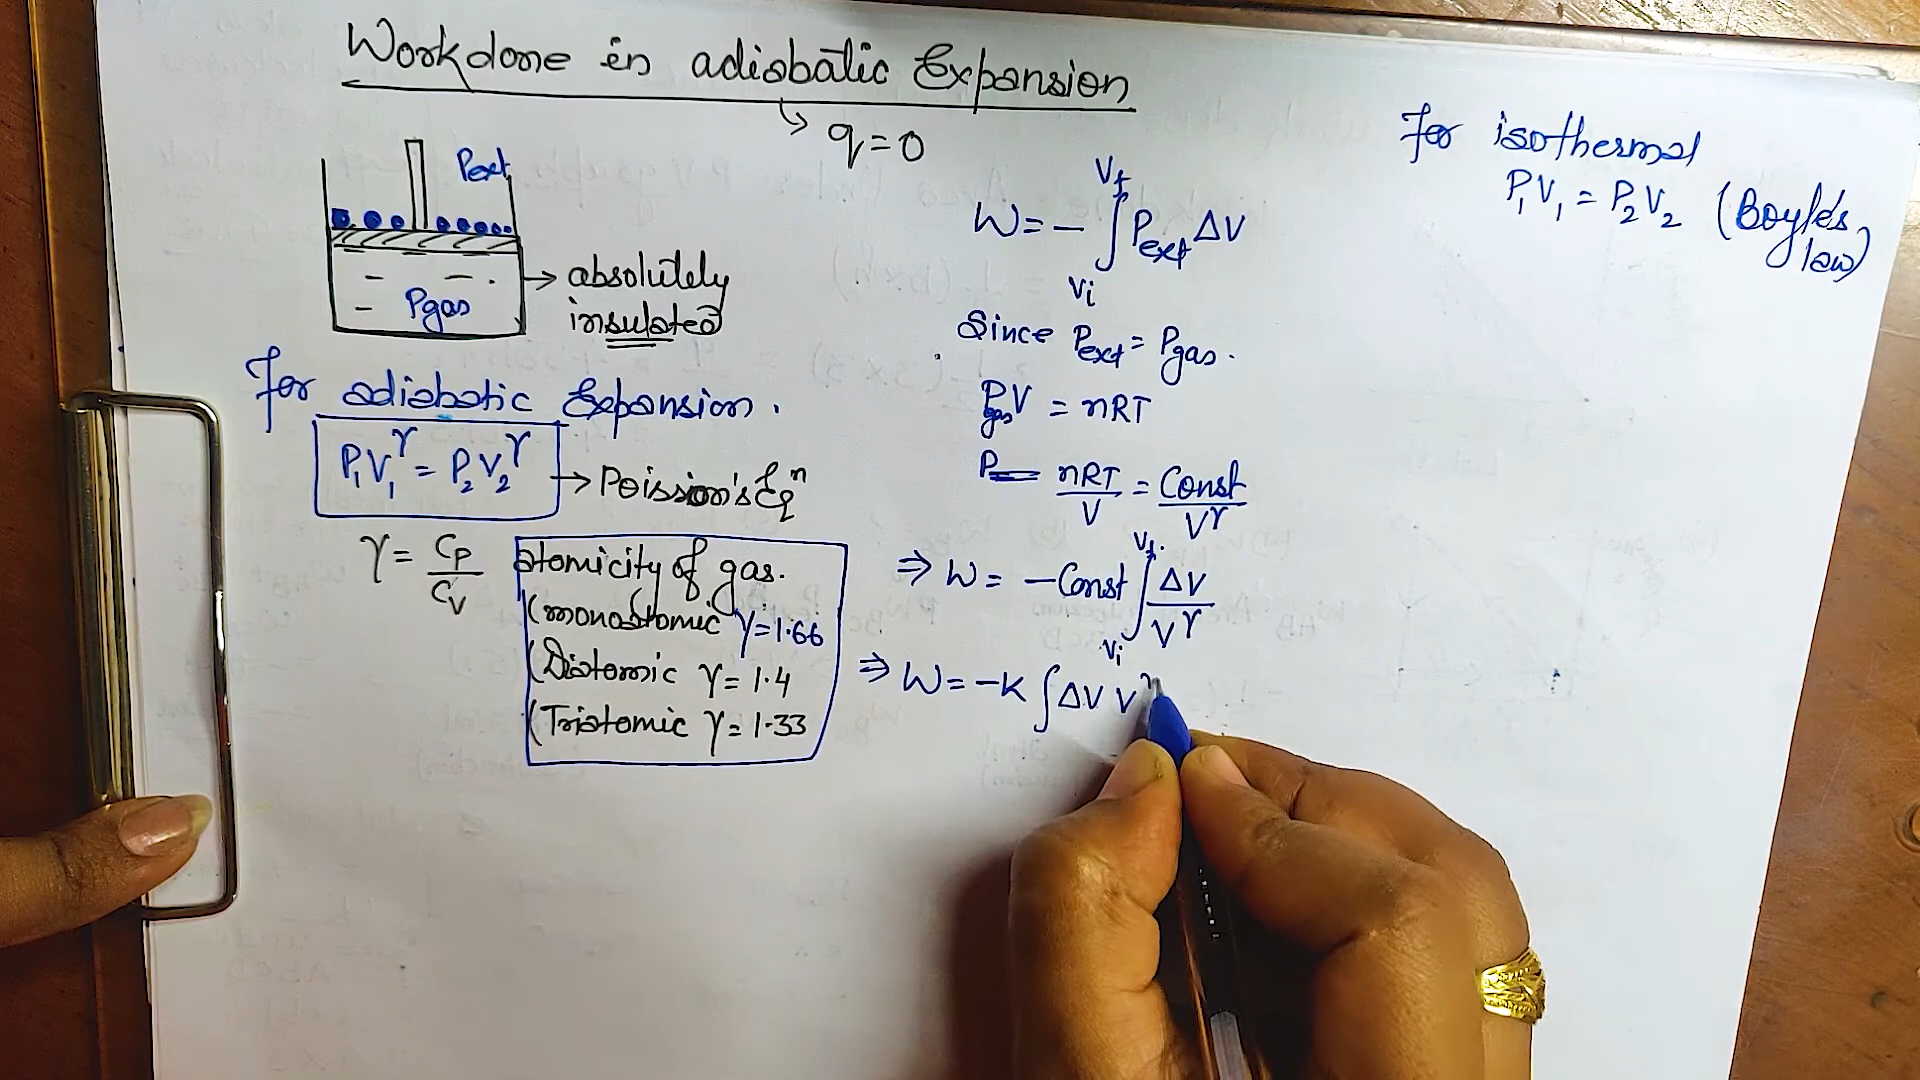 Workdone in adiabatic Expansion
↳ q=0
Pext
Pgas
→ absolutely
insulated
For adiabatic Expansion.
P₁V₁^γ = P₂V₂^γ → Poission's Eqⁿ
γ = Cp/Cv
atomicity of gas.
(monoatomic γ=1.66
(Diatomic γ= 1.4
(Triatomic γ= 1.33
W = - ∫_{Vi}^{Vf} Pext ΔV
Since Pext = Pgas.
PgasV = nRT
P= nRT/V = Const/V^γ
⇒ W = -Const ∫_{Vi}^{Vf} ΔV/V^γ
⇒ W = -K ∫ΔV V
For isothermal
P₁V₁ = P₂V₂ (Boyle's
law)